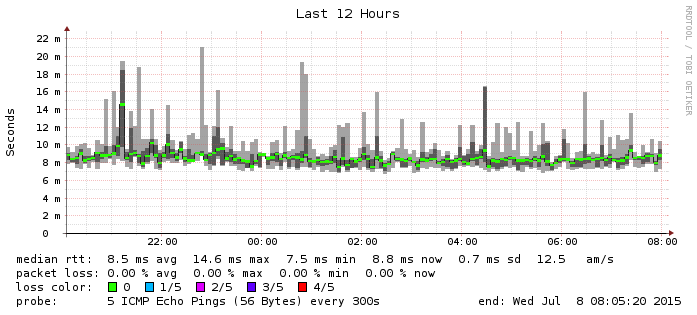 Last 12 Hours
RRDTOOL / TOBI OETIKER
Seconds
22 m
20 m
18 m
16 m
14 m
12 m
10 m
8 m
6 m
4 m
2 m
0
22:00 00:00 02:00 04:00 06:00 08:00
median rtt: 8.5 ms avg 14.6 ms max 7.5 ms min 8.8 ms now 0.7 ms sd 12.5 am/s
packet loss: 0.00 % avg 0.00 % max 0.00 % min 0.00 % now
loss color: 0 1/5 2/5 3/5 4/5
probe: 5 ICMP Echo Pings (56 Bytes) every 300s end: Wed Jul 8 08:05:20 2015